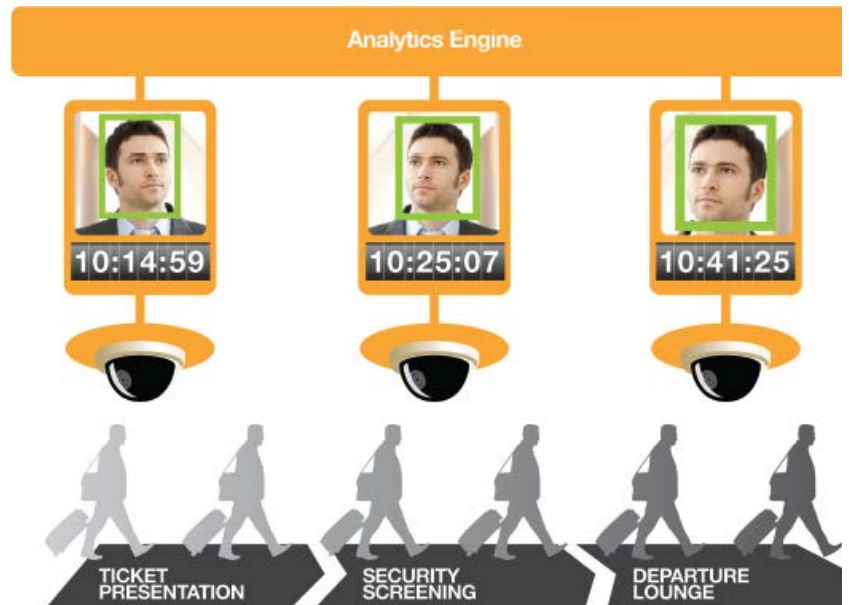 Analytics Engine
10:14:59
10:25:07
10:41:25
TICKET
PRESENTATION
SECURITY
SCREENING
DEPARTURE
LOUNGE